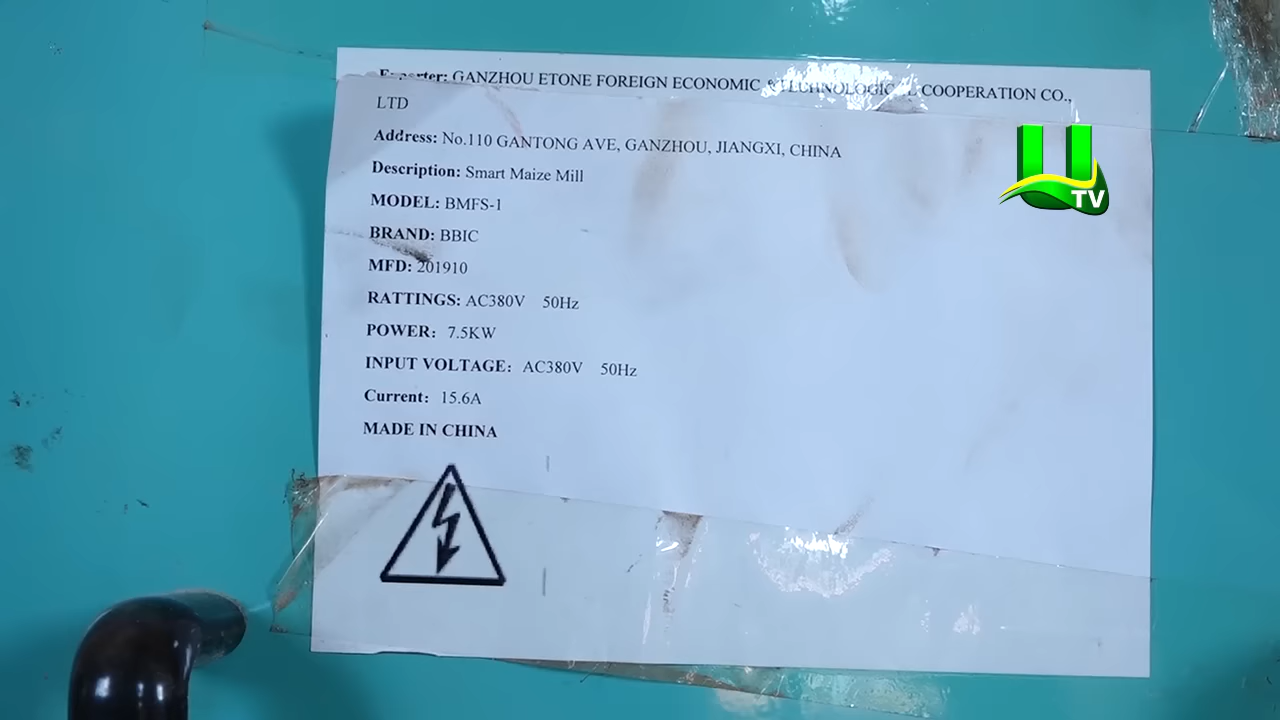 Exporter: GANZHOU ETONE FOREIGN ECONOMIC &TECHNOLOGICAL COOPERATION CO.,
LTD
Address: No.110 GANTONG AVE, GANZHOU, JIANGXI, CHINA
Description: Smart Maize Mill
MODEL: BMFS-1
BRAND: BBIC
MFD: 201910
RATTINGS: AC380V 50Hz
POWER: 7.5KW
INPUT VOLTAGE: AC380V 50Hz
Current: 15.6A
MADE IN CHINA
U TV